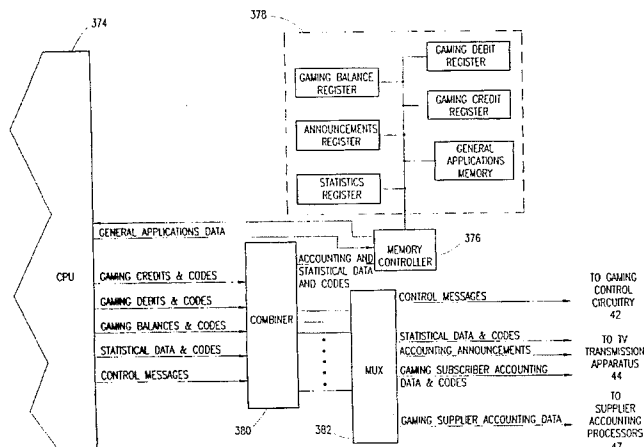 374
378
GAMING DEBIT
REGISTER
GAMING BALANCE
REGISTER
GAMING CREDIT
REGISTER
ANNOUNCEMENTS
REGISTER
GENERAL
APPLICATIONS
MEMORY
STATISTICS
REGISTER
GENERAL APPLICATIONS DATA
MEMORY
CONTROLLER
376
CPU
ACCOUNTING AND
STATISTICAL DATA
AND CODES
GAMING CREDITS & CODES
GAMING DEBITS & CODES
GAMING BALANCES & CODES
STATISTICAL DATA & CODES
CONTROL MESSAGES
COMBINER
380
MUX
382
CONTROL MESSAGES
STATISTICAL DATA & CODES
ACCOUNTING ANNOUNCEMENTS
GAMING SUBSCRIBER ACCOUNTING
DATA & CODES
GAMING SUPPLIER ACCOUNTING DATA
TO GAMING
CONTROL
CIRCUITRY
42
TO TV
TRANSMISSION
APPARATUS
44
TO
SUPPLIER
ACCOUNTING
PROCESSORS
47